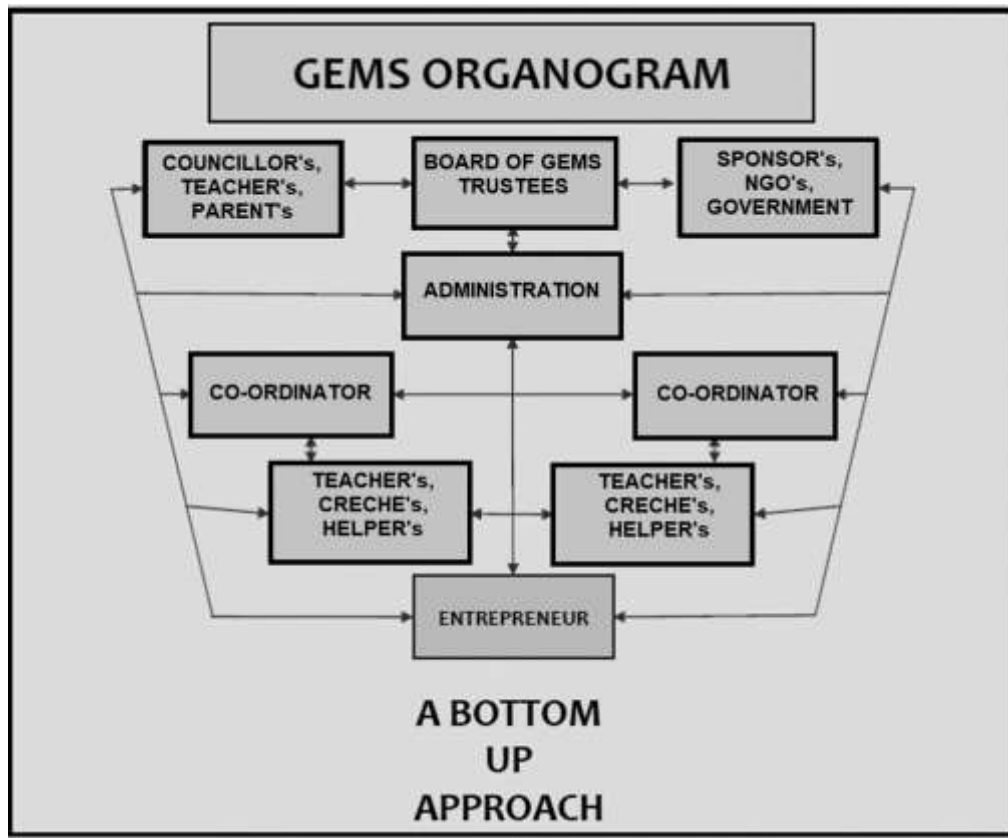 GEMS ORGANOGRAM
COUNCILLOR's,
TEACHER's,
PARENT's
BOARD OF GEMS
TRUSTEES
SPONSOR's,
NGO's,
GOVERNMENT
ADMINISTRATION
CO-ORDINATOR
CO-ORDINATOR
TEACHER's,
CRECHE's,
HELPER's
TEACHER's,
CRECHE's,
HELPER's
ENTREPRENEUR
A BOTTOM
UP
APPROACH